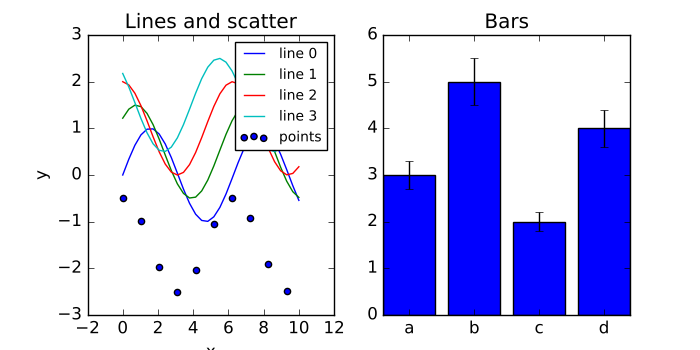 Lines and scatter
3
2
1
0
−1
−2
−3
y
line 0
line 1
line 2
line 3
points
−2 0 2 4 6 8 10 12
Bars
6
5
4
3
2
1
0
a b c d